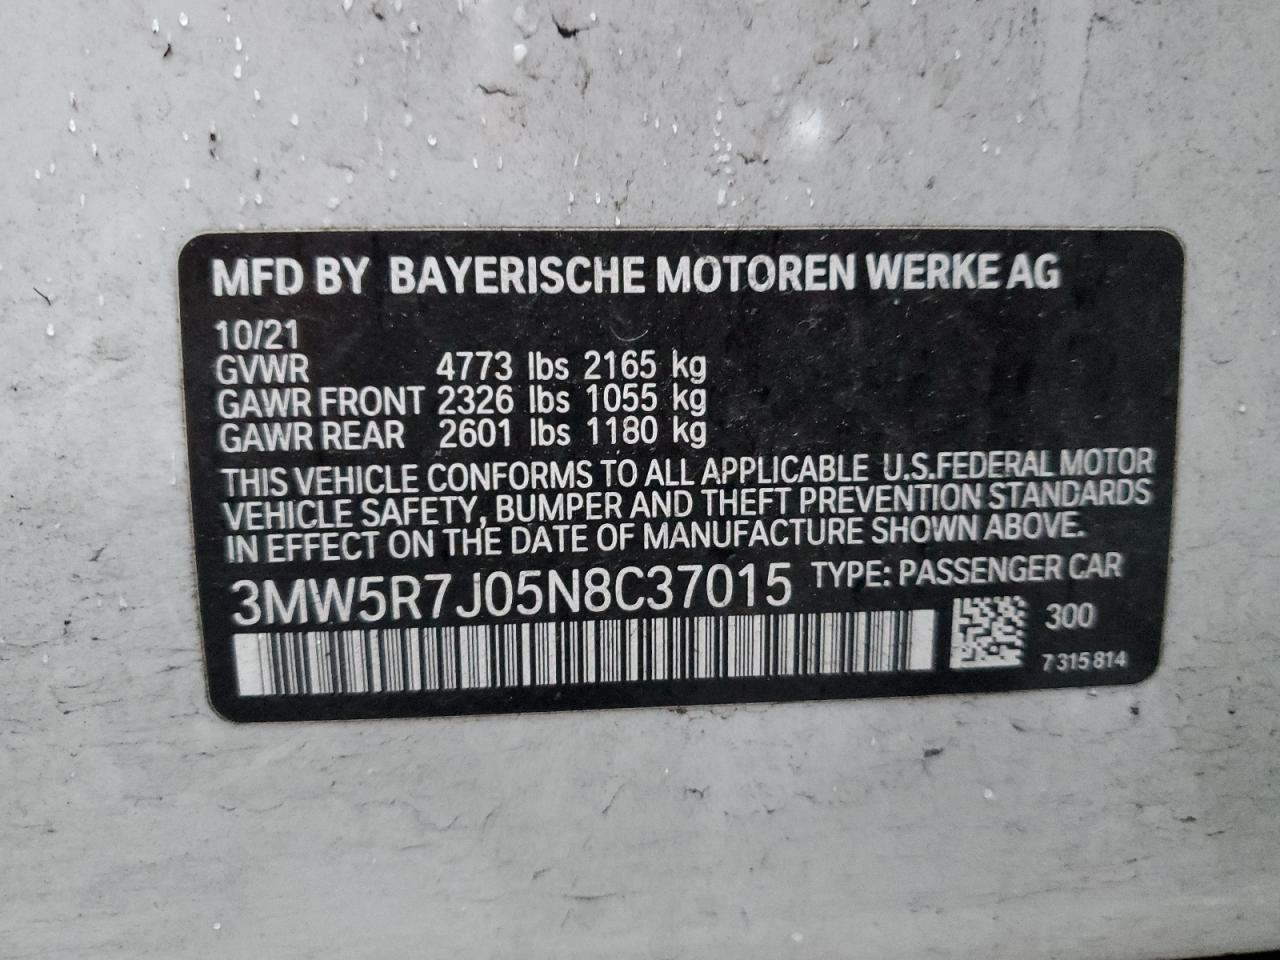 MFD BY BAYERISCHE MOTOREN WERKE AG
10/21
GVWR 4773 lbs 2165 kg
GAWR FRONT 2326 lbs 1055 kg
GAWR REAR 2601 lbs 1180 kg
THIS VEHICLE CONFORMS TO ALL APPLICABLE U.S.FEDERAL MOTOR
VEHICLE SAFETY, BUMPER AND THEFT PREVENTION STANDARDS
IN EFFECT ON THE DATE OF MANUFACTURE SHOWN ABOVE.
3MW5R7J05N8C37015 TYPE: PASSENGER CAR
300
7 315 814